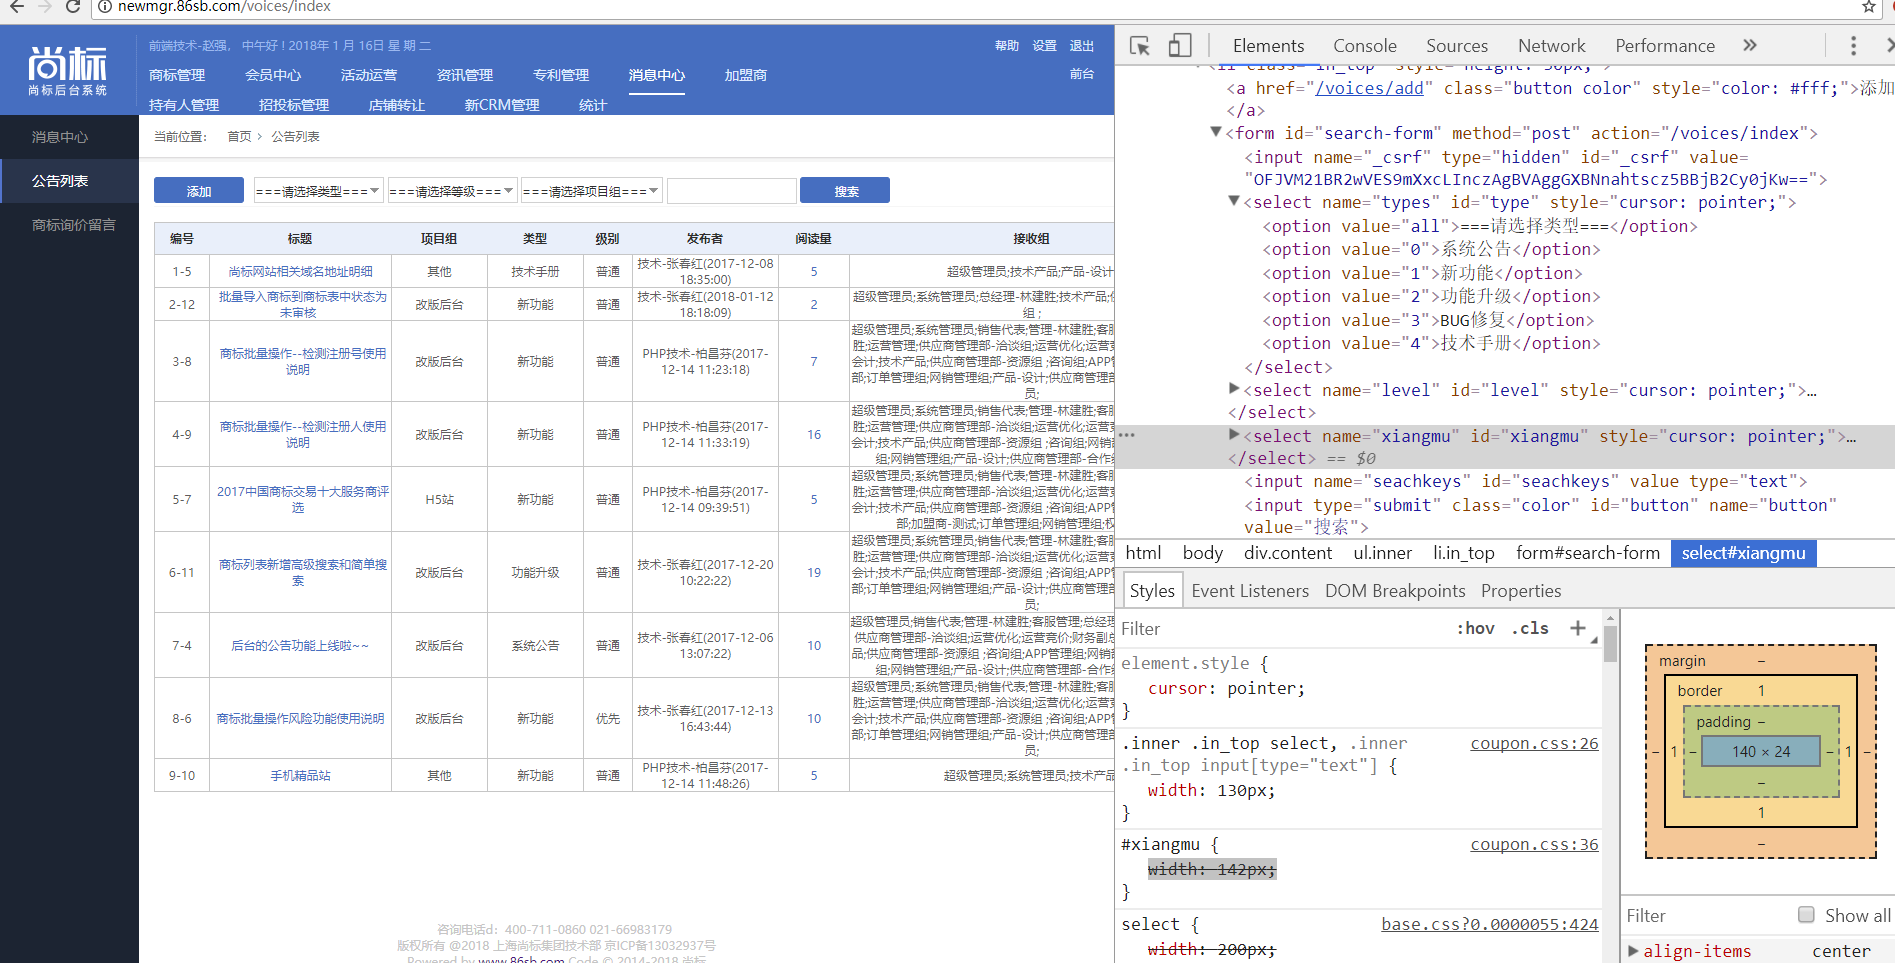 newmgr.86sb.com/voices/index
尚标
尚标后台系统
前端技术-赵强， 中午好！2018年 1 月 16日 星 期 二
帮助 设置 退出
商标管理 会员中心 活动运营 资讯管理 专利管理 消息中心 加盟商 前台
持有人管理 招投标管理 店铺转让 新CRM管理 统计
消息中心
公告列表
商标询价留言
当前位置： 首页 > 公告列表
添加 ===请选择类型=== ===请选择等级=== ===请选择项目组=== 搜索
编号 标题 项目组 类型 级别 发布者 阅读量 接收组
1-5 尚标网站相关域名地址明细 其他 技术手册 普通 技术-张春红(2017-12-08 18:35:00) 5 超级管理员;技术产品;产品-设计
2-12 批量导入商标到商标表中状态为未审核 改版后台 新功能 普通 技术-张春红(2018-01-12 18:18:09) 2 超级管理员;系统管理员;总经理-林建胜;技术产品;
组 ;
3-8 商标批量操作--检测注册号使用说明 改版后台 新功能 普通 PHP技术-柏昌芬(2017-12-14 11:23:18) 7 超级管理员;系统管理员;销售代表;管理-林建胜;客服
胜;运营管理;供应商管理部-洽谈组;运营优化;运营竞
会计;技术产品;供应商管理部-资源组 ;咨询组;APP管
部;订单管理组;网销管理组;产品-设计;供应商管理部
员;
4-9 商标批量操作--检测注册人使用说明 改版后台 新功能 普通 PHP技术-柏昌芬(2017-12-14 11:33:19) 16 超级管理员;系统管理员;销售代表;管理-林建胜;客服
胜;运营管理;供应商管理部-洽谈组;运营优化;运营竞
会计;技术产品;供应商管理部-资源组 ;咨询组;网销
组;网销管理组;产品-设计;供应商管理部-合作
5-7 2017中国商标交易十大服务商评选 H5站 新功能 普通 PHP技术-柏昌芬(2017-12-14 09:39:51) 5 超级管理员;系统管理员;销售代表;管理-林建胜;客服
胜;运营管理;供应商管理部-洽谈组;运营优化;运营竞
会计;技术产品;供应商管理部-资源组 ;咨询组;APP管
部;加盟商-测试;订单管理组;网销管理组;权
6-11 商标列表新增高级搜索和简单搜索 改版后台 功能升级 普通 技术-张春红(2017-12-20 10:22:22) 19 超级管理员;系统管理员;销售代表;管理-林建胜;客服
胜;运营管理;供应商管理部-洽谈组;运营优化;运营竞
会计;技术产品;供应商管理部-资源组 ;咨询组;APP管
部;订单管理组;网销管理组;产品-设计;供应商管理部
员;
7-4 后台的公告功能上线啦~~ 改版后台 系统公告 普通 技术-张春红(2017-12-06 13:07:22) 10 超级管理员;销售代表;管理-林建胜;客服管理;总经理
供应商管理部-洽谈组;运营优化;运营竞价;财务副总
品;供应商管理部-资源组 ;咨询组;APP管理组;网销
组;网销管理组;产品-设计;供应商管理部-合作
8-6 商标批量操作风险功能使用说明 改版后台 新功能 优先 技术-张春红(2017-12-13 16:43:44) 10 超级管理员;系统管理员;销售代表;管理-林建胜;客服
胜;运营管理;供应商管理部-洽谈组;运营优化;运营竞
会计;技术产品;供应商管理部-资源组 ;咨询组;APP管
部;订单管理组;网销管理组;产品-设计;供应商管理部
员;
9-10 手机精品站 其他 新功能 普通 PHP技术-柏昌芬(2017-12-14 11:48:26) 5 超级管理员;系统管理员;技术产品
咨询电话d： 400-711-0860 021-66983179
版权所有 @2018 上海尚标集团技术部 京ICP备13032937号
Powered by www.86sb.com Code © 2014-2018 尚标
Elements Console Sources Network Performance »
<li class="in_top" style="height: 50px;">
<a href="/voices/add" class="button color" style="color: #fff;">添加
</a>
<form id="search-form" method="post" action="/voices/index">
<input name="_csrf" type="hidden" id="_csrf" value=
"OFJVM21BR2wVES9mXxcLInczAgBVAggGXBNnahtscz5BBjB2Cy0jKw==">
<select name="types" id="type" style="cursor: pointer;">
<option value="all">===请选择类型===</option>
<option value="0">系统公告</option>
<option value="1">新功能</option>
<option value="2">功能升级</option>
<option value="3">BUG修复</option>
<option value="4">技术手册</option>
</select>
<select name="level" id="level" style="cursor: pointer;">…
</select>
<select name="xiangmu" id="xiangmu" style="cursor: pointer;">…
</select> == $0
<input name="seachkeys" id="seachkeys" value type="text">
<input type="submit" class="color" id="button" name="button"
value="搜索">
html body div.content ul.inner li.in_top form#search-form select#xiangmu
Styles Event Listeners DOM Breakpoints Properties
Filter :hov .cls +
element.style {
cursor: pointer;
}
.inner .in_top select, .inner coupon.css:26
.in_top input[type="text"] {
width: 130px;
}
#xiangmu { coupon.css:36
width: 142px;
}
select { base.css?0.0000055:424
width: 200px;
margin –
border 1
padding –
– 1 – 140 × 24 – 1 –
–
1
–
Filter Show all
align-items center